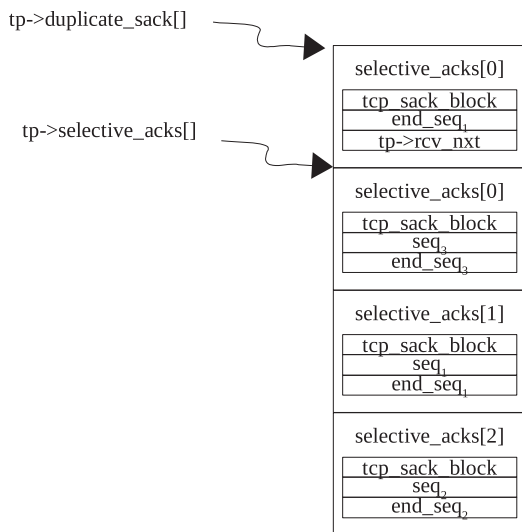 tp->duplicate_sack[]
selective_acks[0]
tcp_sack_block
end_seq₁
tp->rcv_nxt
tp->selective_acks[]
selective_acks[0]
tcp_sack_block
seq₃
end_seq₃
selective_acks[1]
tcp_sack_block
seq₁
end_seq₁
selective_acks[2]
tcp_sack_block
seq₂
end_seq₂